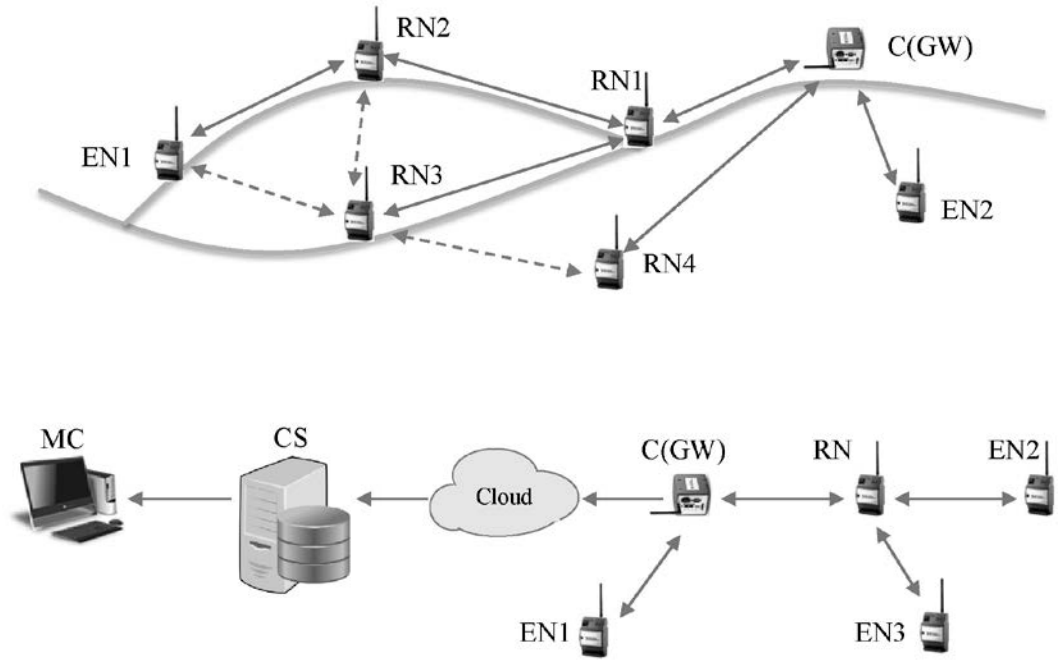 RN2
C(GW)
RN1
EN1
RN3
EN2
RN4
MC
CS
C(GW)
RN
EN2
Cloud
EN1
EN3